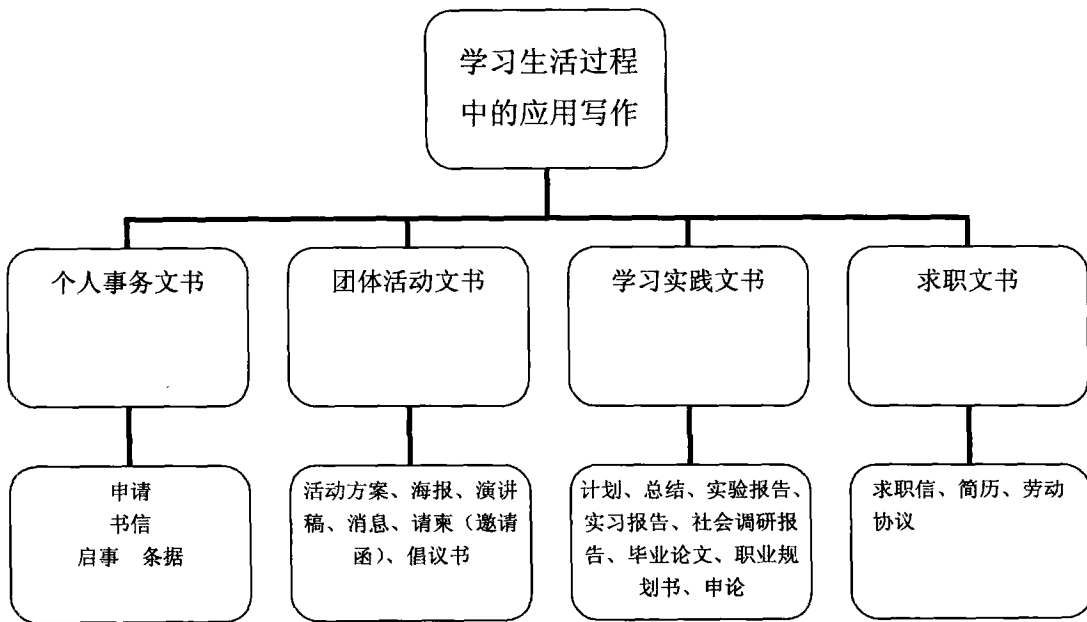 学习生活过程
中的应用写作
个人事务文书
团体活动文书
学习实践文书
求职文书
申请
书信
启事 条据
活动方案、海报、演讲
稿、消息、请柬（邀请
函）、倡议书
计划、总结、实验报告、
实习报告、社会调研报
告、毕业论文、职业规
划书、申论
求职信、简历、劳动
协议